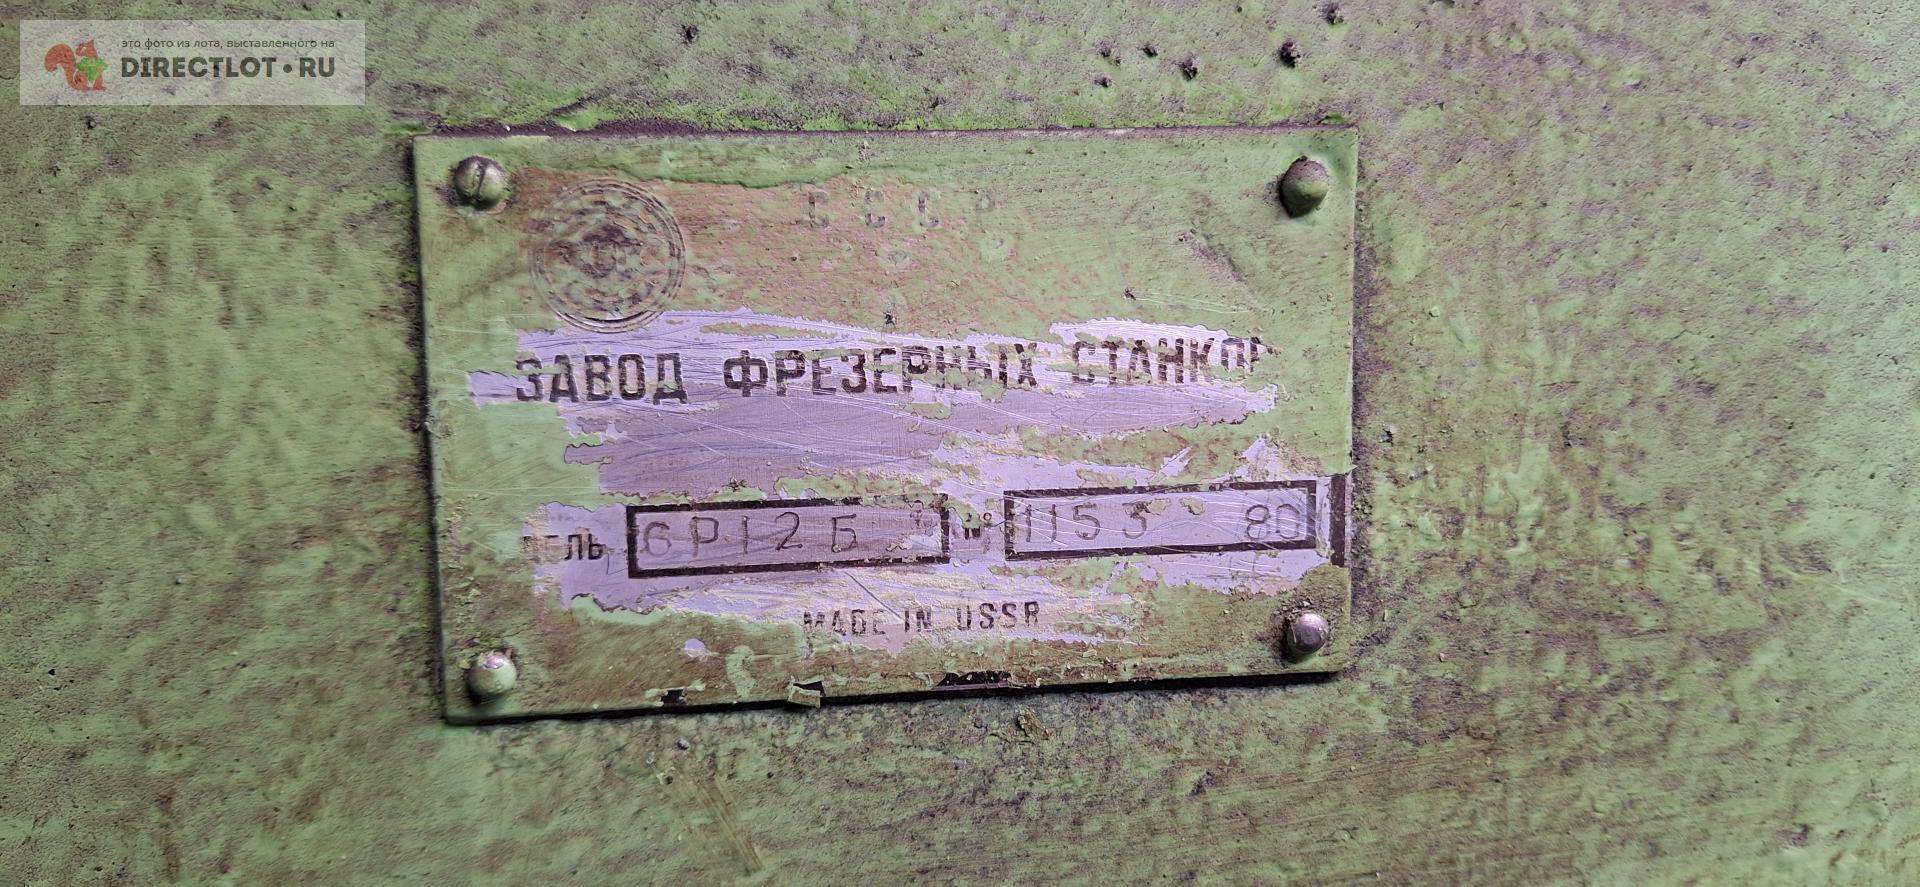 это фото из лота, выставленного на
DIRECTLOT.RU
СССР
ЗАВОД ФРЕЗЕРНЫХ СТАНКОВ
6Р12Б № 1153 80
MADE IN USSR